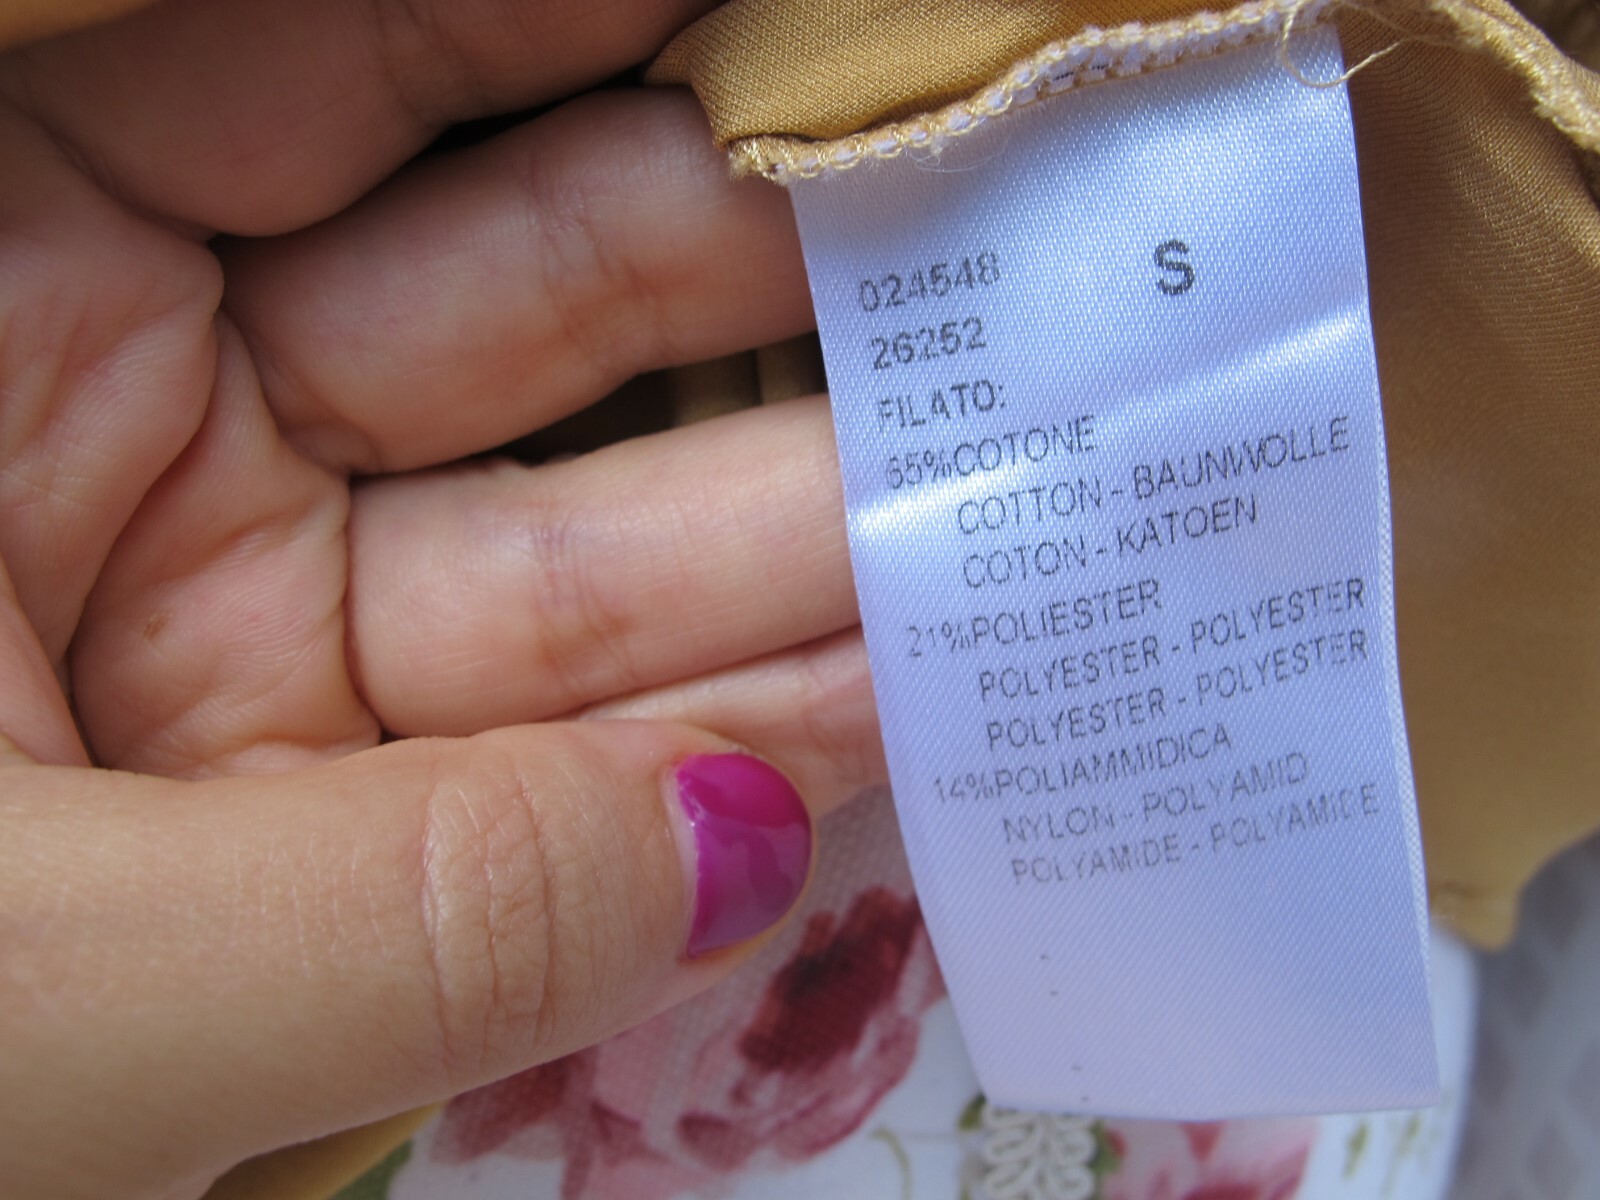 024548 S
26252
FILATO:
65%COTONE
COTTON - BAUNWOLLE
COTON - KATOEN
21%POLIESTER
POLYESTER - POLYESTER
POLYESTER - POLYESTER
14%POLIAMMIDICA
NYLON - POLYAMID
POLYAMIDE - POLYAMIDE